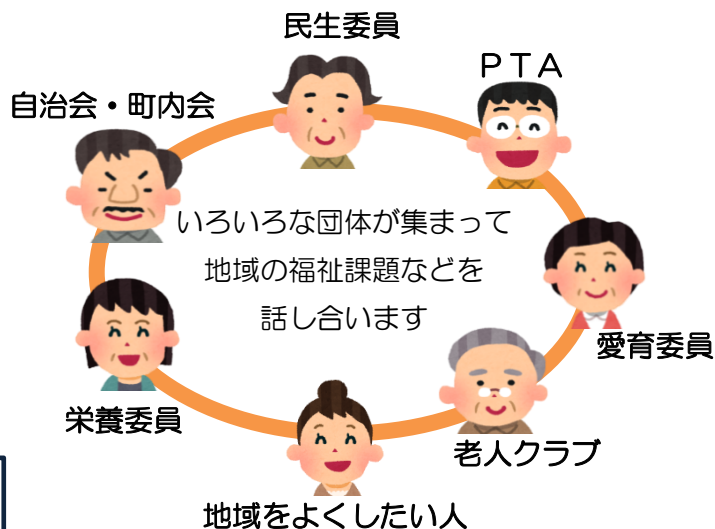 民生委員
PTA
自治会・町内会
いろいろな団体が集まって
地域の福祉課題などを
話し合います
愛育委員
栄養委員
老人クラブ
地域をよくしたい人